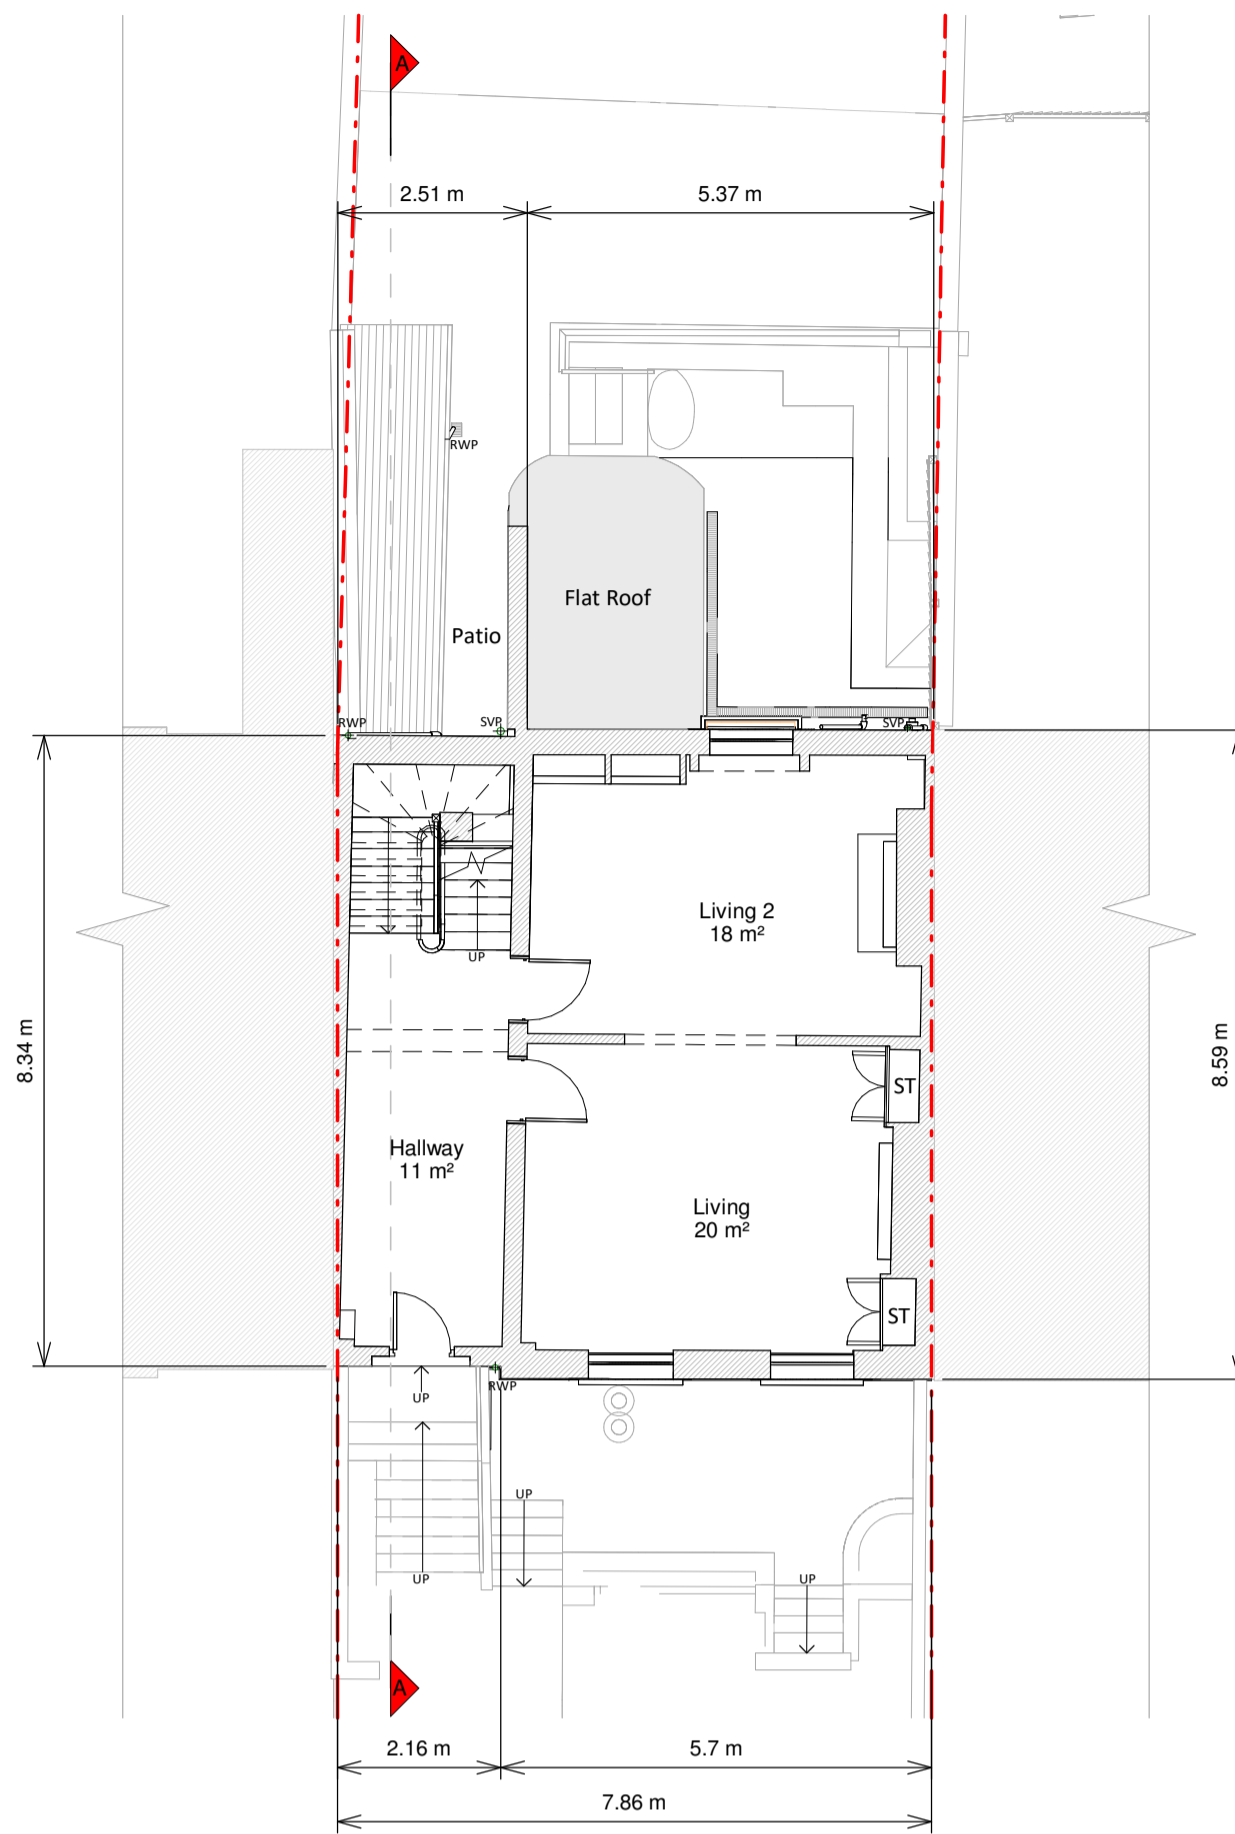 A
2.51 m
5.37 m
RWP
Flat Roof
Patio
RWP
SVP
SVP
Living 2
18 m²
UP
8.34 m
8.59 m
ST
Hallway
11 m²
Living
20 m²
ST
UP
RWP
UP
UP
UP
A
2.16 m
5.7 m
7.86 m